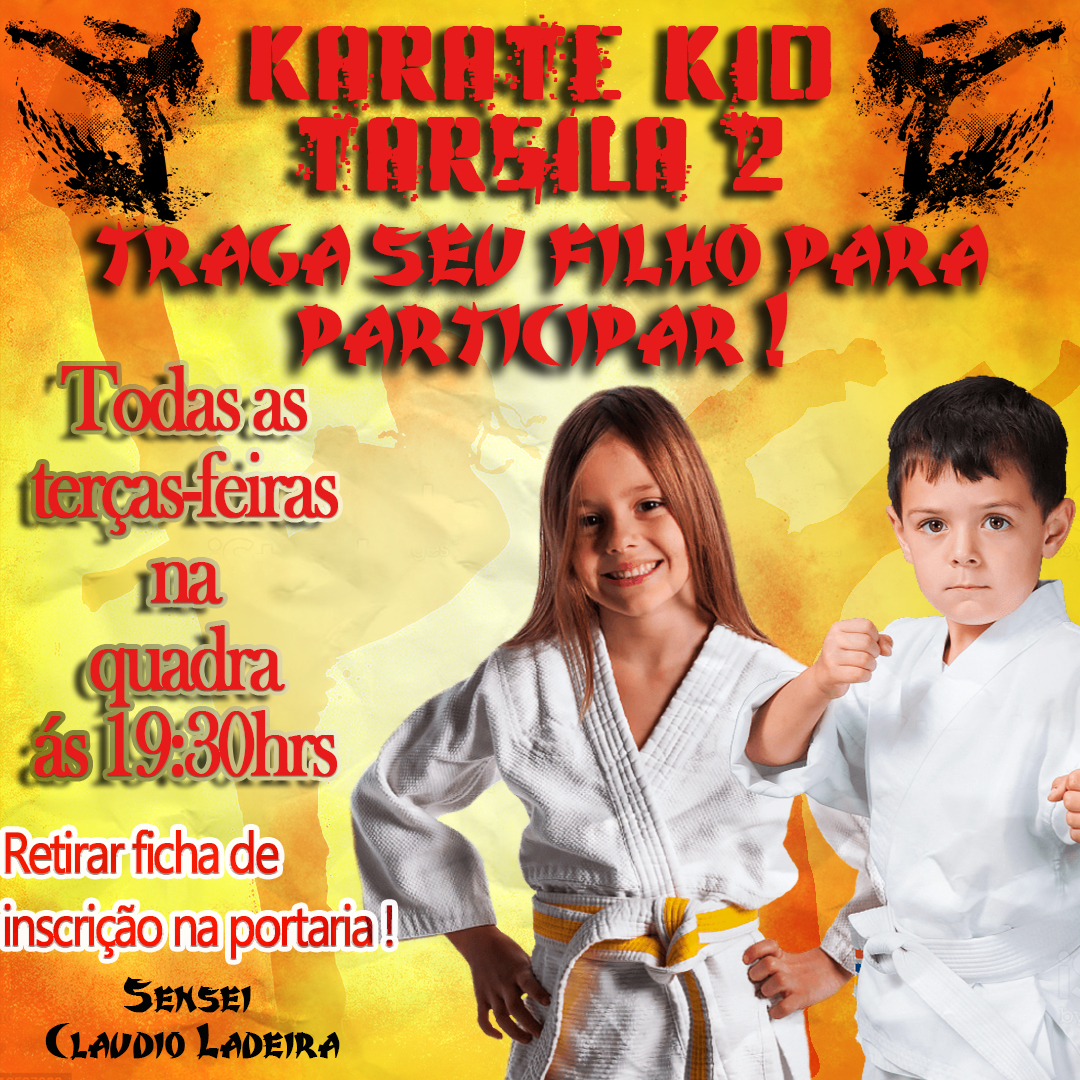 KARATE KID
TARSILA 2
TRAGA SEU FILHO PARA
PARTICIPAR !
Todas as
terças-feiras
na
quadra
ás 19:30hrs
Retirar ficha de
inscrição na portaria !
SENSEI
CLAUDIO LADEIRA